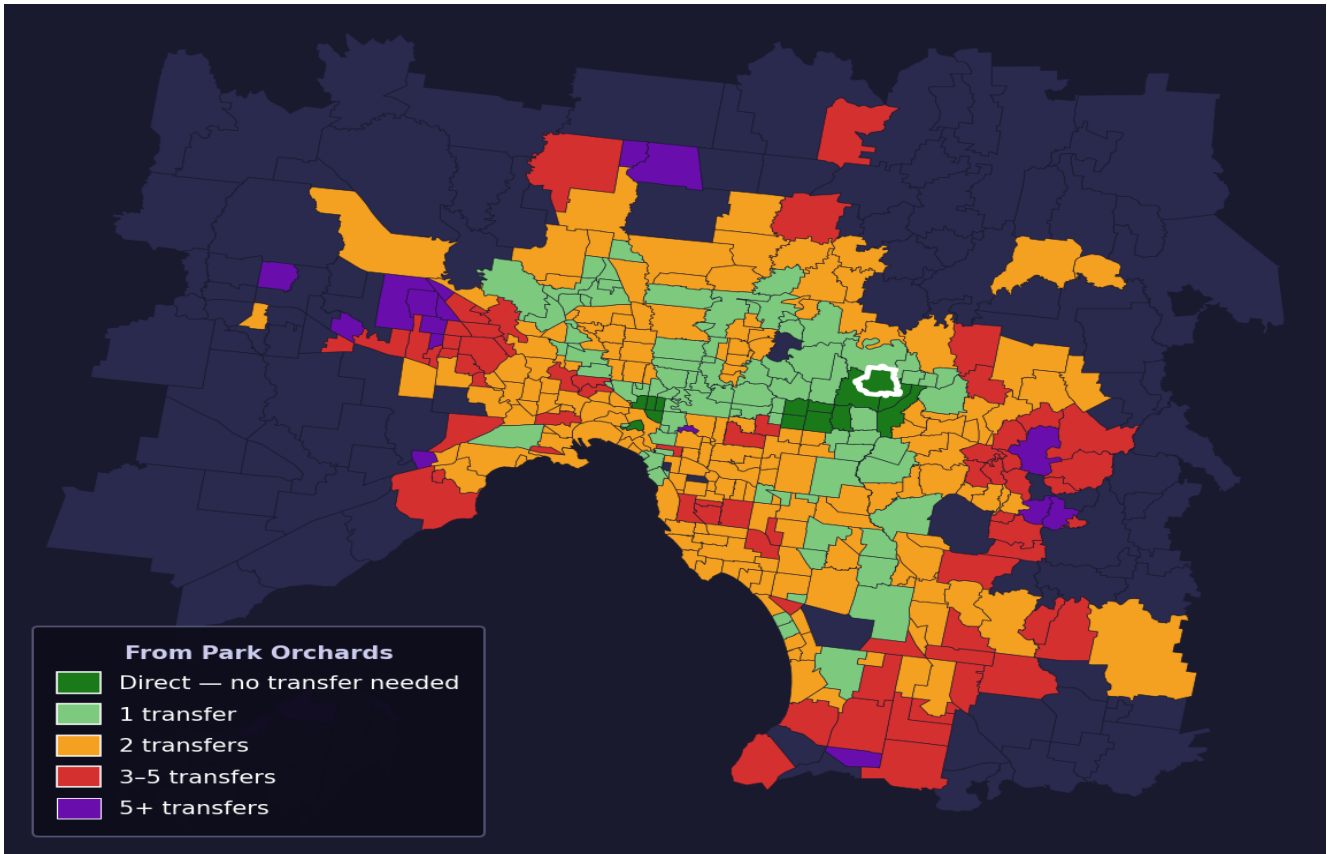 From Park Orchards
Direct — no transfer needed
1 transfer
2 transfers
3–5 transfers
5+ transfers